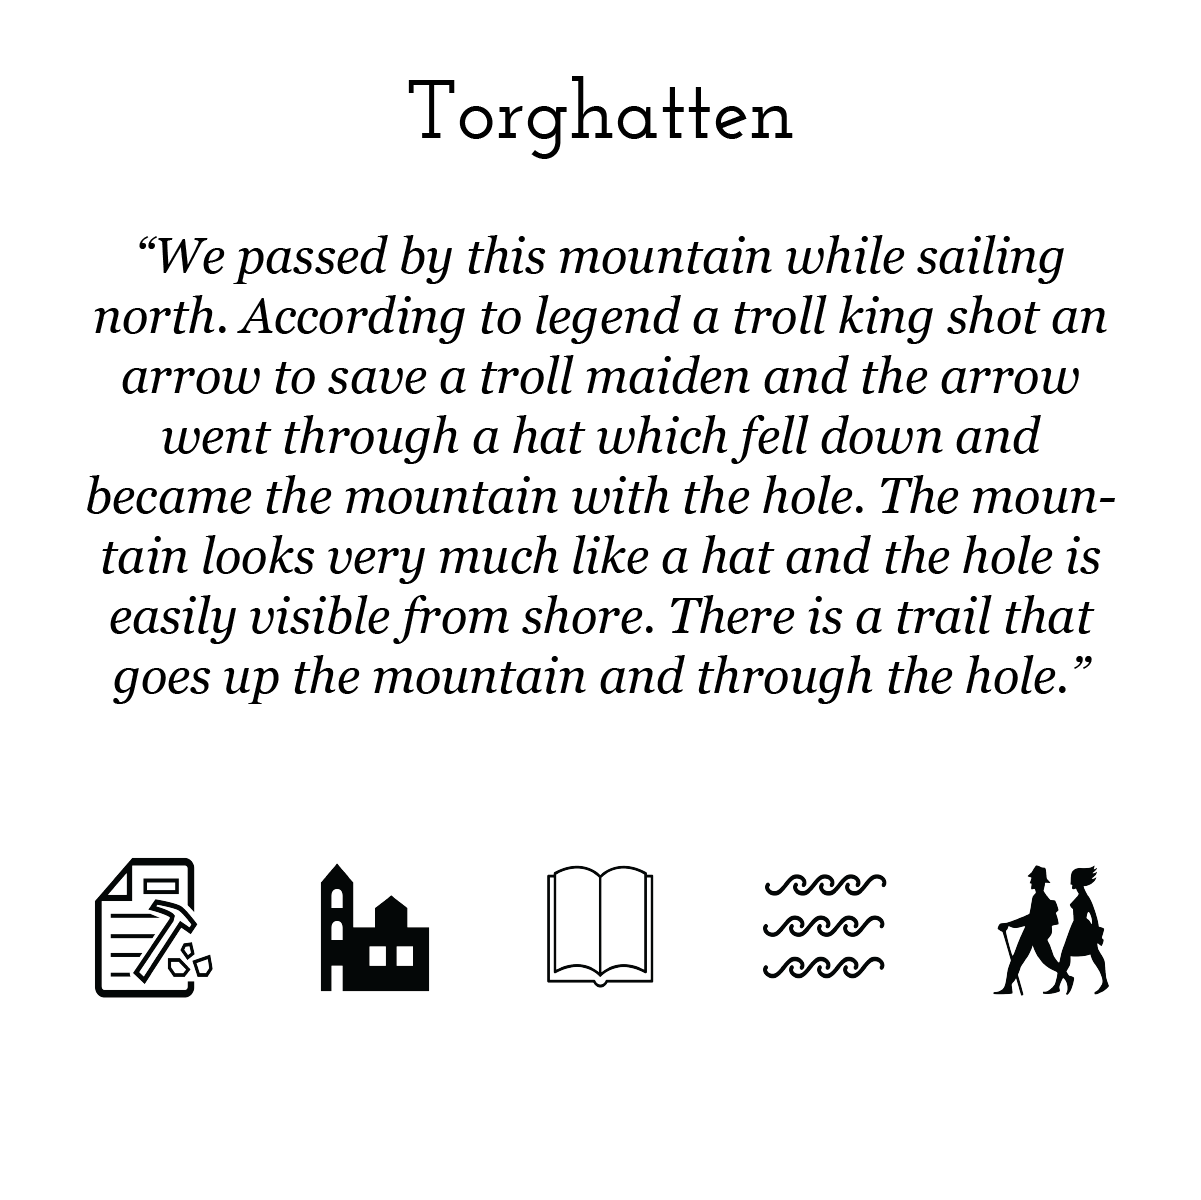 Torghatten
“We passed by this mountain while sailing
north. According to legend a troll king shot an
arrow to save a troll maiden and the arrow
went through a hat which fell down and
became the mountain with the hole. The moun-
tain looks very much like a hat and the hole is
easily visible from shore. There is a trail that
goes up the mountain and through the hole.”